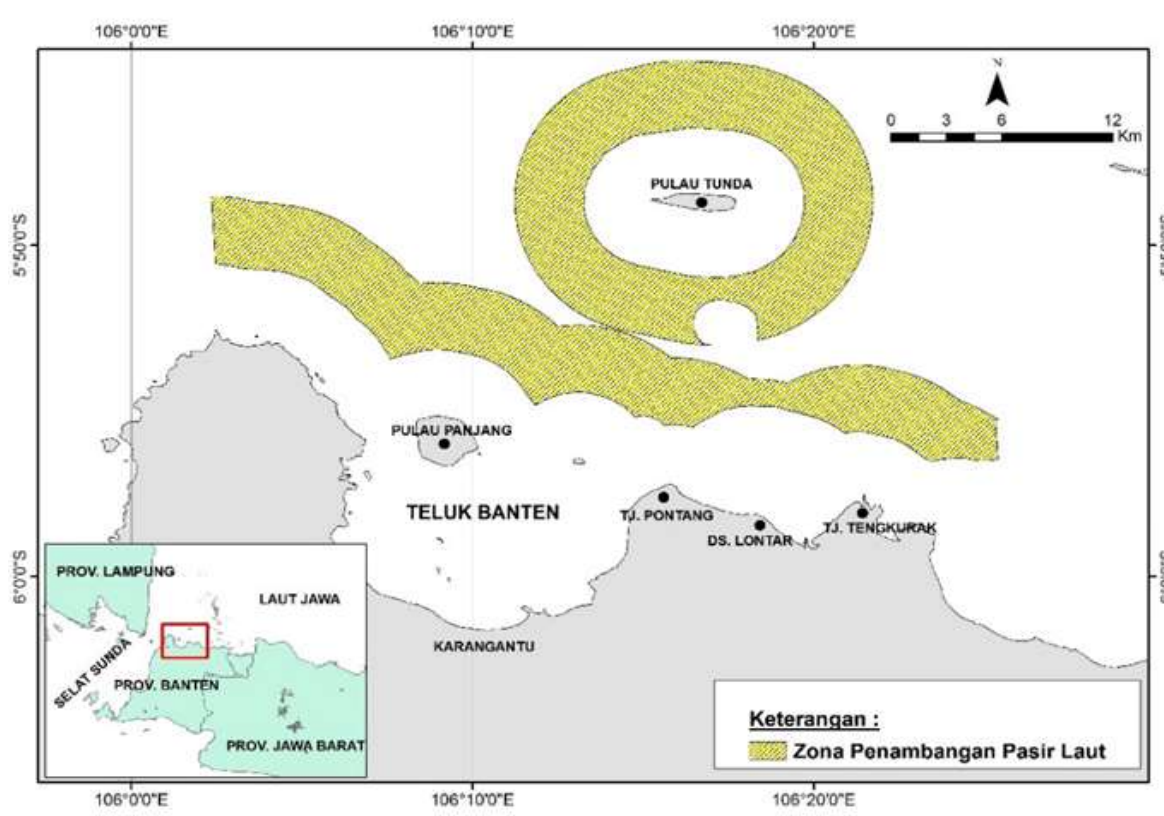 106°0'0"E 106°10'0"E 106°20'0"E
N
0 3 6 12
Km
PULAU TUNDA
5°50'0"S
PULAU PANJANG
TELUK BANTEN
TJ. PONTANG
DS. LONTAR
TJ. TENGKURAK
6°0'0"S
KARANGANTU
PROV. LAMPUNG
LAUT JAWA
SELAT SUNDA
PROV. BANTEN
PROV. JAWA BARAT
Keterangan :
Zona Penambangan Pasir Laut
106°0'0"E 106°10'0"E 106°20'0"E